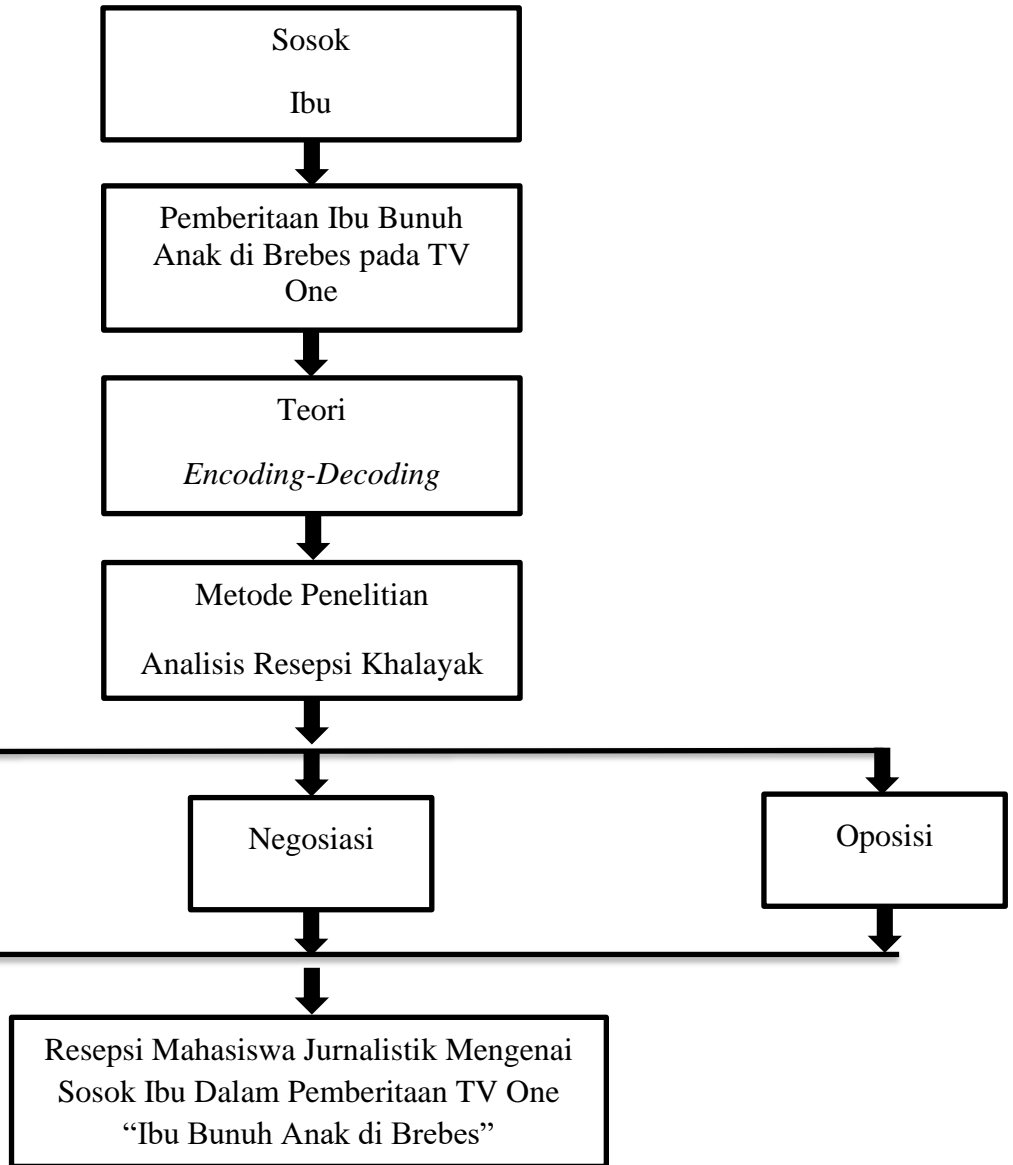 Sosok
Ibu
Pemberitaan Ibu Bunuh
Anak di Brebes pada TV
One
Teori
Encoding-Decoding
Metode Penelitian
Analisis Resepsi Khalayak
Negosiasi
Oposisi
Resepsi Mahasiswa Jurnalistik Mengenai
Sosok Ibu Dalam Pemberitaan TV One
“Ibu Bunuh Anak di Brebes”